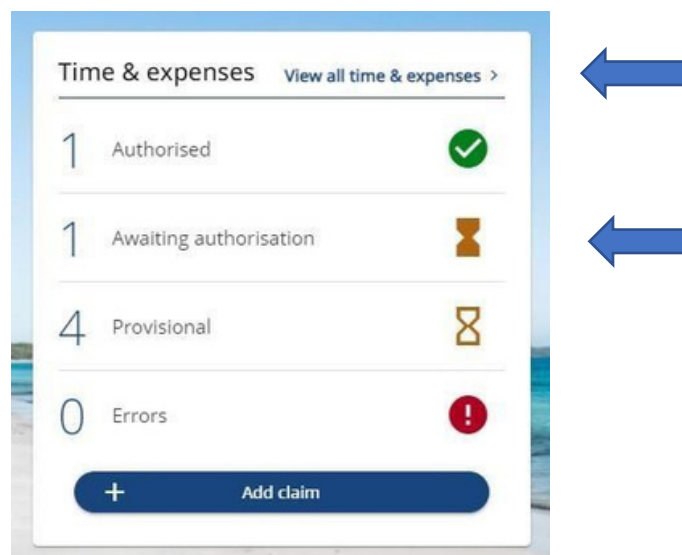 Time & expenses View all time & expenses >
1 Authorised
1 Awaiting authorisation
4 Provisional
0 Errors
+ Add claim